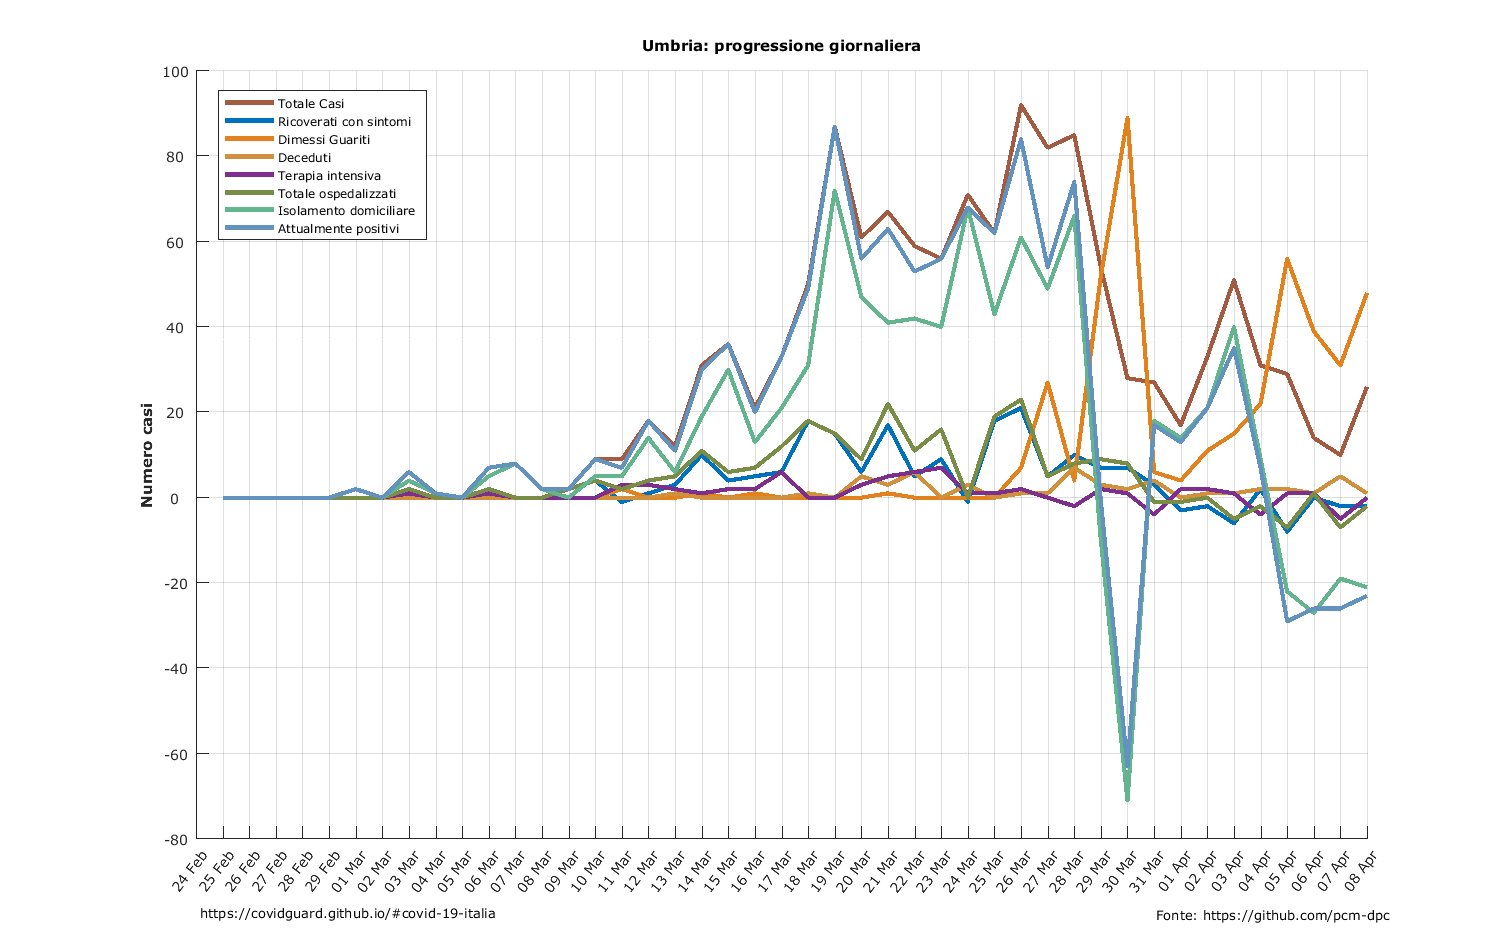 Umbria: progressione giornaliera
Numero casi
100
80
60
40
20
0
-20
-40
-60
-80
Totale Casi
Ricoverati con sintomi
Dimessi Guariti
Deceduti
Terapia intensiva
Totale ospedalizzati
Isolamento domiciliare
Attualmente positivi
24 Feb
25 Feb
26 Feb
27 Feb
28 Feb
29 Feb
01 Mar
02 Mar
03 Mar
04 Mar
05 Mar
06 Mar
07 Mar
08 Mar
09 Mar
10 Mar
11 Mar
12 Mar
13 Mar
14 Mar
15 Mar
16 Mar
17 Mar
18 Mar
19 Mar
20 Mar
21 Mar
22 Mar
23 Mar
24 Mar
25 Mar
26 Mar
27 Mar
28 Mar
29 Mar
30 Mar
31 Mar
01 Apr
02 Apr
03 Apr
04 Apr
05 Apr
06 Apr
07 Apr
08 Apr
https://covidguard.github.io/#covid-19-italia
Fonte: https://github.com/pcm-dpc